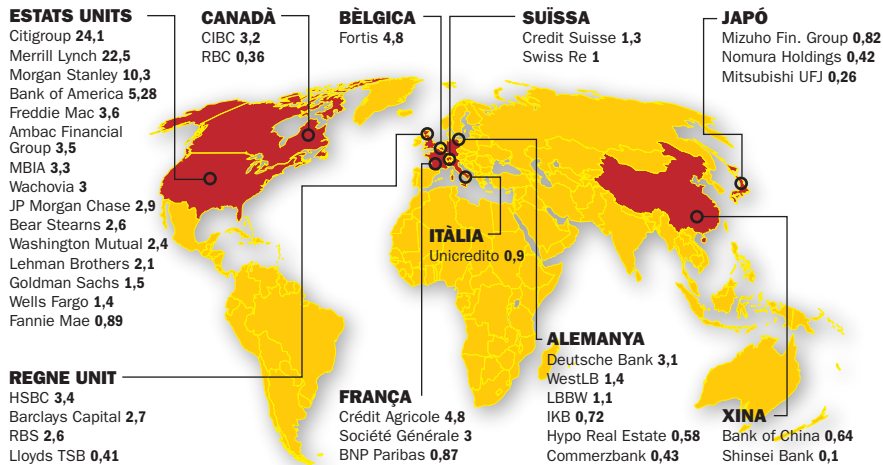 ESTATS UNITS
Citigroup 24,1
Merrill Lynch 22,5
Morgan Stanley 10,3
Bank of America 5,28
Freddie Mac 3,6
Ambac Financial
Group 3,5
MBIA 3,3
Wachovia 3
JP Morgan Chase 2,9
Bear Stearns 2,6
Washington Mutual 2,4
Lehman Brothers 2,1
Goldman Sachs 1,5
Wells Fargo 1,4
Fannie Mae 0,89
CANADÀ
CIBC 3,2
RBC 0,36
BÈLGICA
Fortis 4,8
SUÏSSA
Credit Suisse 1,3
Swiss Re 1
JAPÓ
Mizuho Fin. Group 0,82
Nomura Holdings 0,42
Mitsubishi UFJ 0,26
ITÀLIA
Unicredito 0,9
REGNE UNIT
HSBC 3,4
Barclays Capital 2,7
RBS 2,6
Lloyds TSB 0,41
FRANÇA
Crédit Agricole 4,8
Société Générale 3
BNP Paribas 0,87
ALEMANYA
Deutsche Bank 3,1
WestLB 1,4
LBBW 1,1
IKB 0,72
Hypo Real Estate 0,58
Commerzbank 0,43
XINA
Bank of China 0,64
Shinsei Bank 0,1